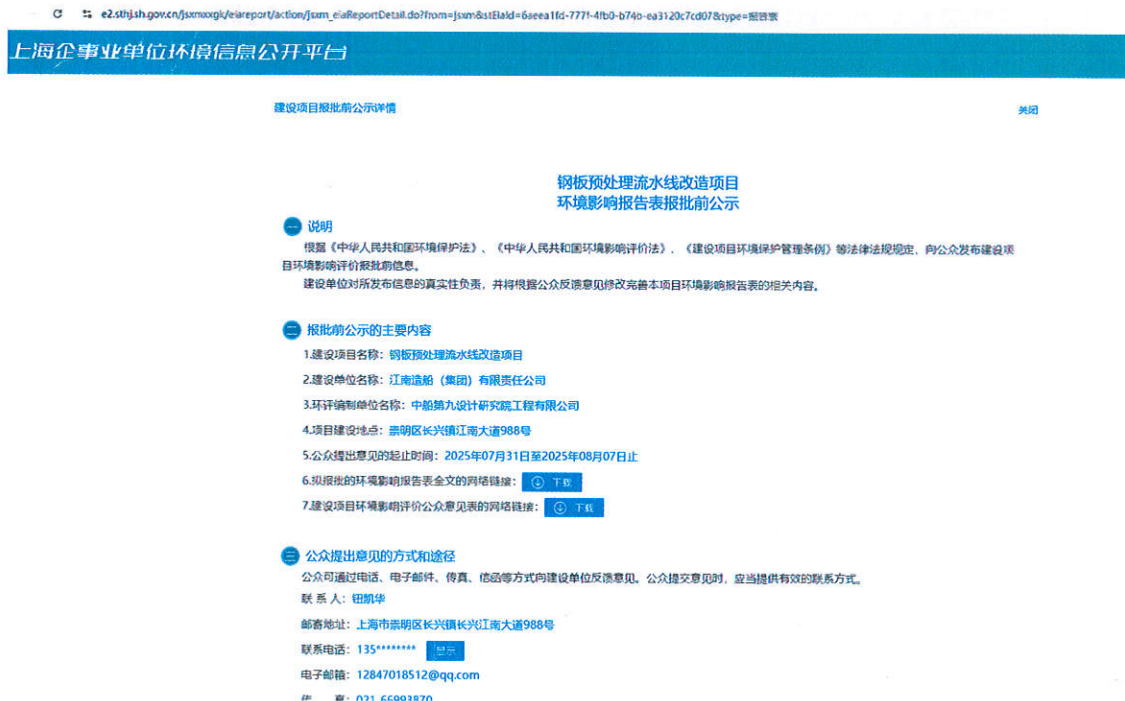 e2.sthj.sh.gov.cn/jsxmxxgk/eiareport/action/jsxm_eiaReportDetail.do?from=jsxm&stEiaId=6aeea1fd-777f-4fb0-b74b-ea3120c7cd07&type=报告表
上海企事业单位环境信息公开平台
建设项目报批前公示详情
关闭
钢板预处理流水线改造项目
环境影响报告表报批前公示
一 说明
根据《中华人民共和国环境保护法》、《中华人民共和国环境影响评价法》、《建设项目环境保护管理条例》等法律法规规定，向公众发布建设项
目环境影响评价报批前信息。
建设单位对所发布信息的真实性负责，并将根据公众反馈意见修改完善本项目环境影响报告表的相关内容。
二 报批前公示的主要内容
1.建设项目名称：钢板预处理流水线改造项目
2.建设单位名称：江南造船（集团）有限责任公司
3.环评编制单位名称：中船第九设计研究院工程有限公司
4.项目建设地点：崇明区长兴镇江南大道988号
5.公众提出意见的起止时间：2025年07月31日至2025年08月07日止
6.拟报批的环境影响报告表全文的网络链接： 下载
7.建设项目环境影响评价公众意见表的网络链接： 下载
三 公众提出意见的方式和途径
公众可通过电话、电子邮件、传真、信函等方式向建设单位反馈意见。公众提交意见时，应当提供有效的联系方式。
联 系 人：钮凯华
邮寄地址：上海市崇明区长兴镇长兴江南大道988号
联系电话：135******** 显示
电子邮箱：12847018512@qq.com
传 真：021-66993870